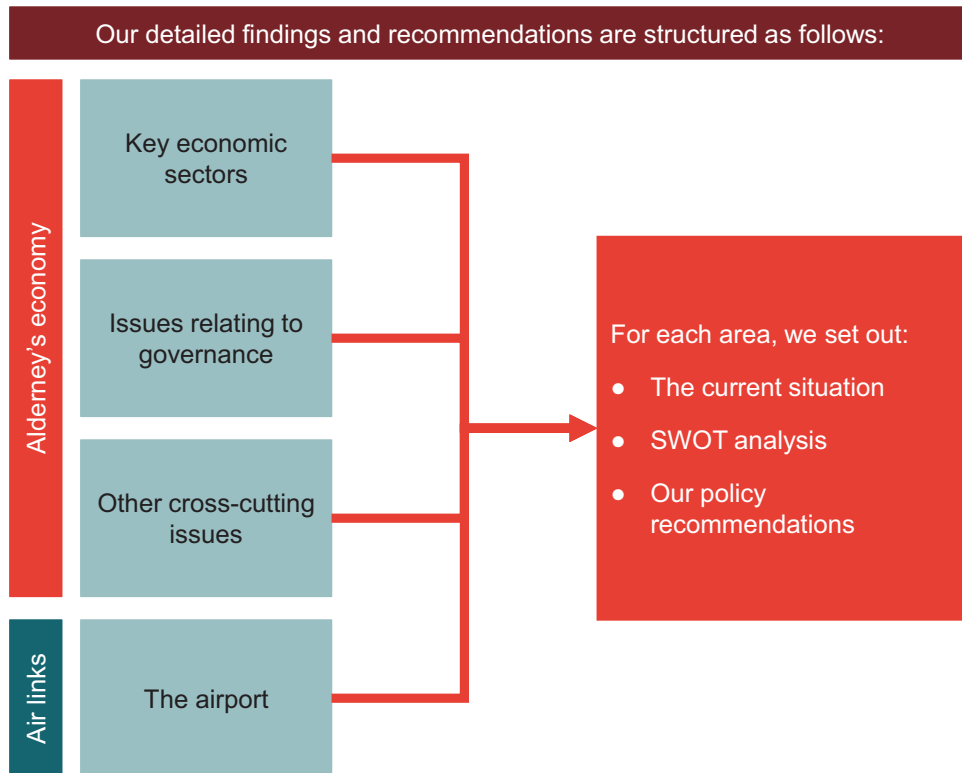 Our detailed findings and recommendations are structured as follows:
Alderney’s economy
Key economic
sectors
Issues relating to
governance
Other cross-cutting
issues
Air links
The airport
For each area, we set out:
● The current situation
● SWOT analysis
● Our policy
recommendations